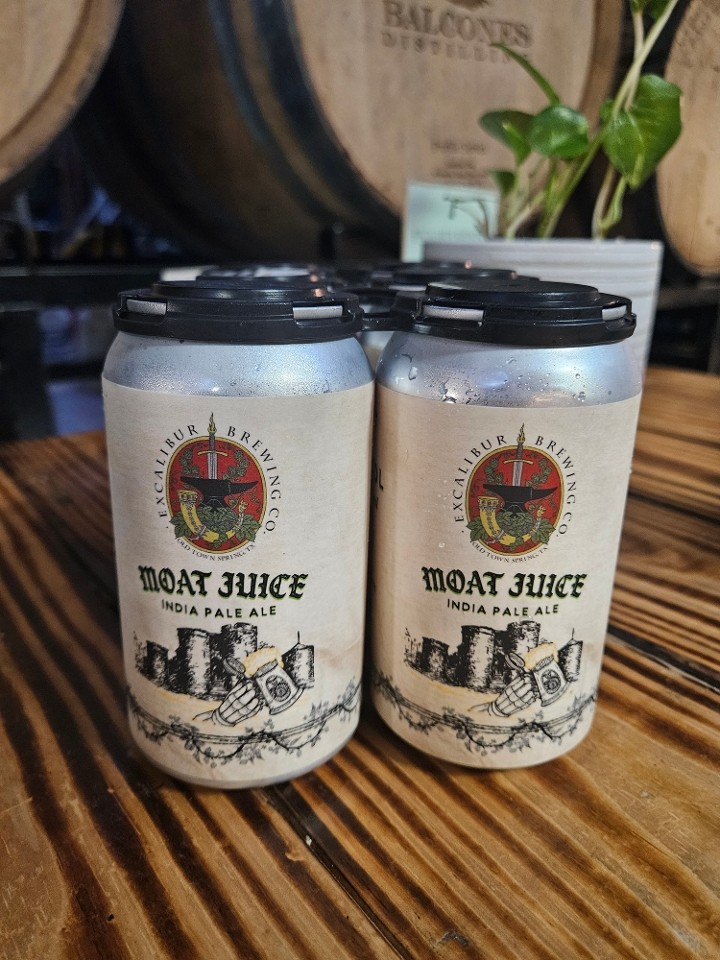 BALCONES
DISTILLING
EXCALIBUR BREWING CO.
OLD TOWN SPRING, TX
MOAT JUICE
INDIA PALE ALE
EXCALIBUR BREWING CO.
OLD TOWN SPRING, TX
MOAT JUICE
INDIA PALE ALE